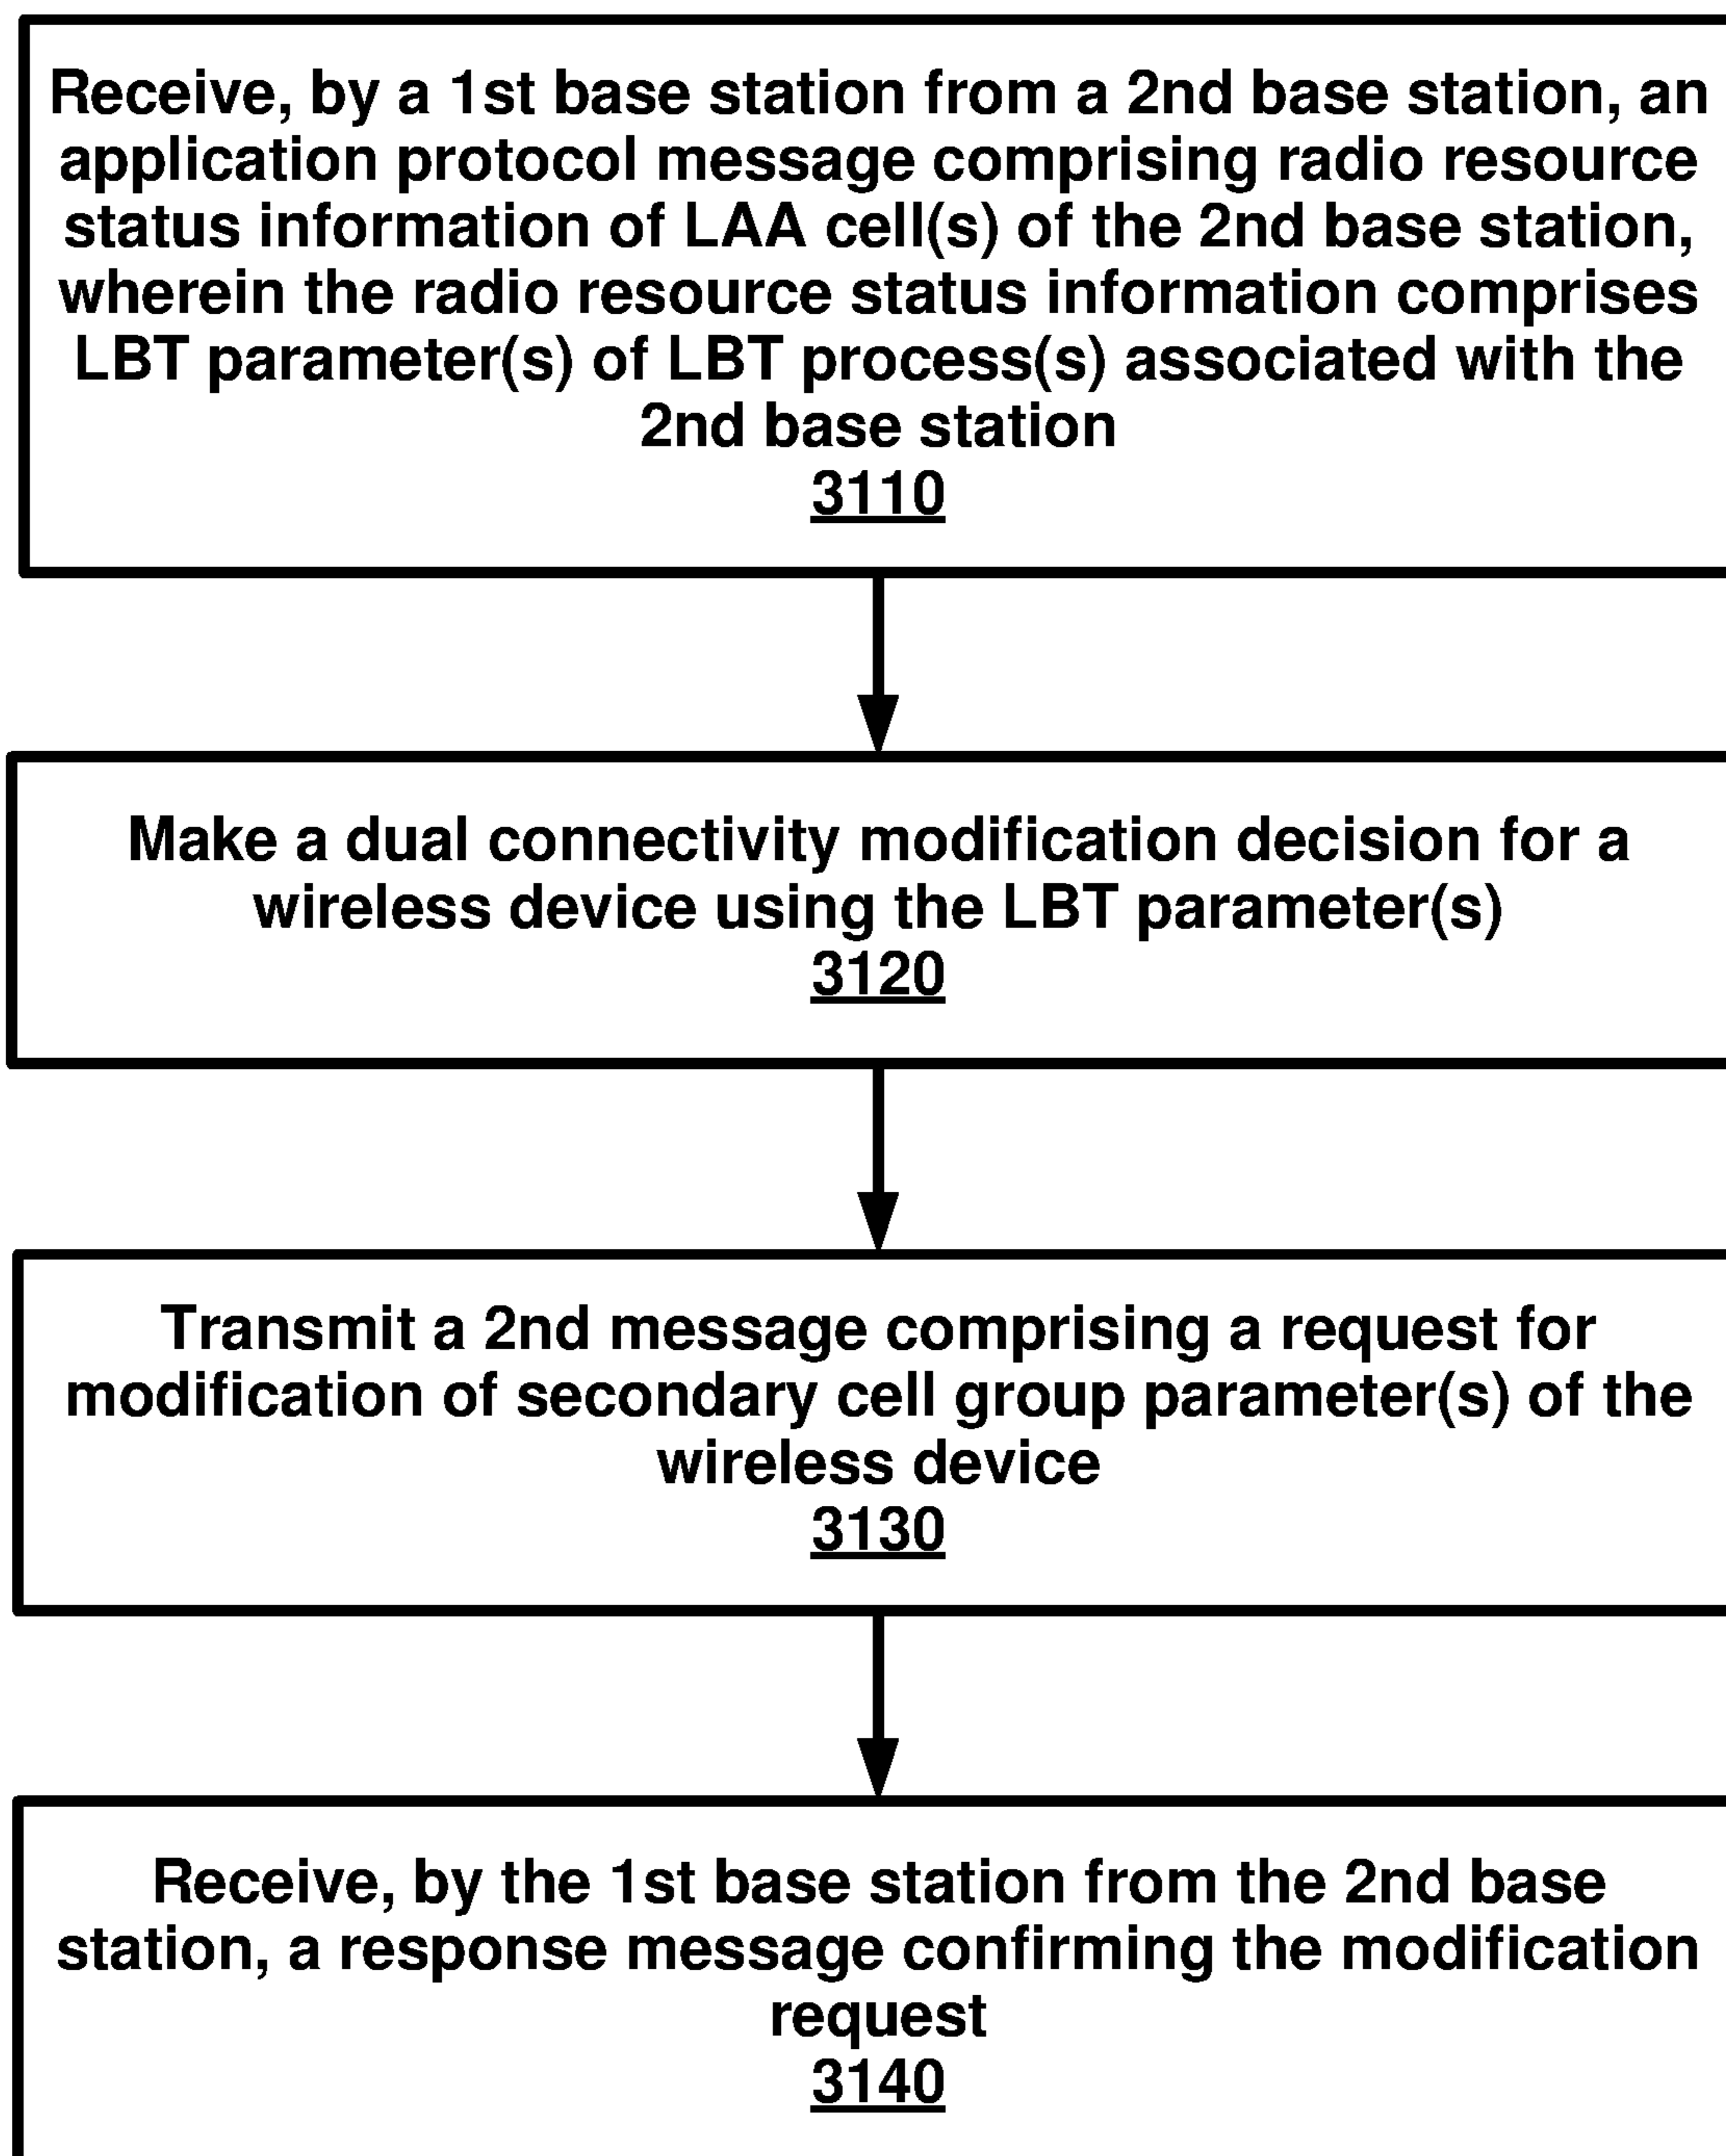 Receive, by a 1st base station from a 2nd base station, an
application protocol message comprising radio resource
status information of LAA cell(s) of the 2nd base station,
wherein the radio resource status information comprises
LBT parameter(s) of LBT process(s) associated with the
2nd base station
3110
Make a dual connectivity modification decision for a
wireless device using the LBT parameter(s)
3120
Transmit a 2nd message comprising a request for
modification of secondary cell group parameter(s) of the
wireless device
3130
Receive, by the 1st base station from the 2nd base
station, a response message confirming the modification
request
3140